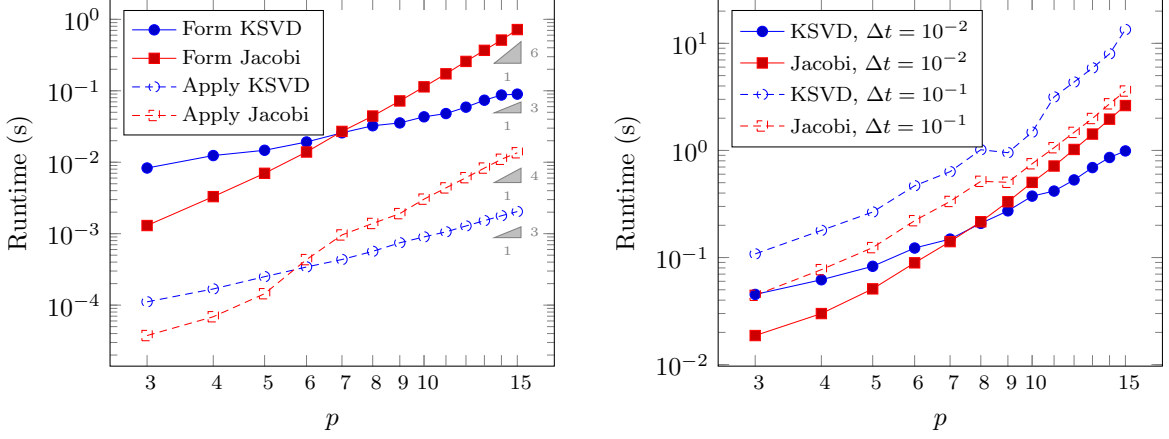 Form KSVD
Form Jacobi
Apply KSVD
Apply Jacobi
10^0
10^{-1}
10^{-2}
10^{-3}
10^{-4}
Runtime (s)
6
1
3
1
4
1
3
1
3 4 5 6 7 8 9 10 15
p
KSVD, Δt = 10^{-2}
Jacobi, Δt = 10^{-2}
KSVD, Δt = 10^{-1}
Jacobi, Δt = 10^{-1}
10^1
10^0
10^{-1}
10^{-2}
Runtime (s)
3 4 5 6 7 8 9 10 15
p